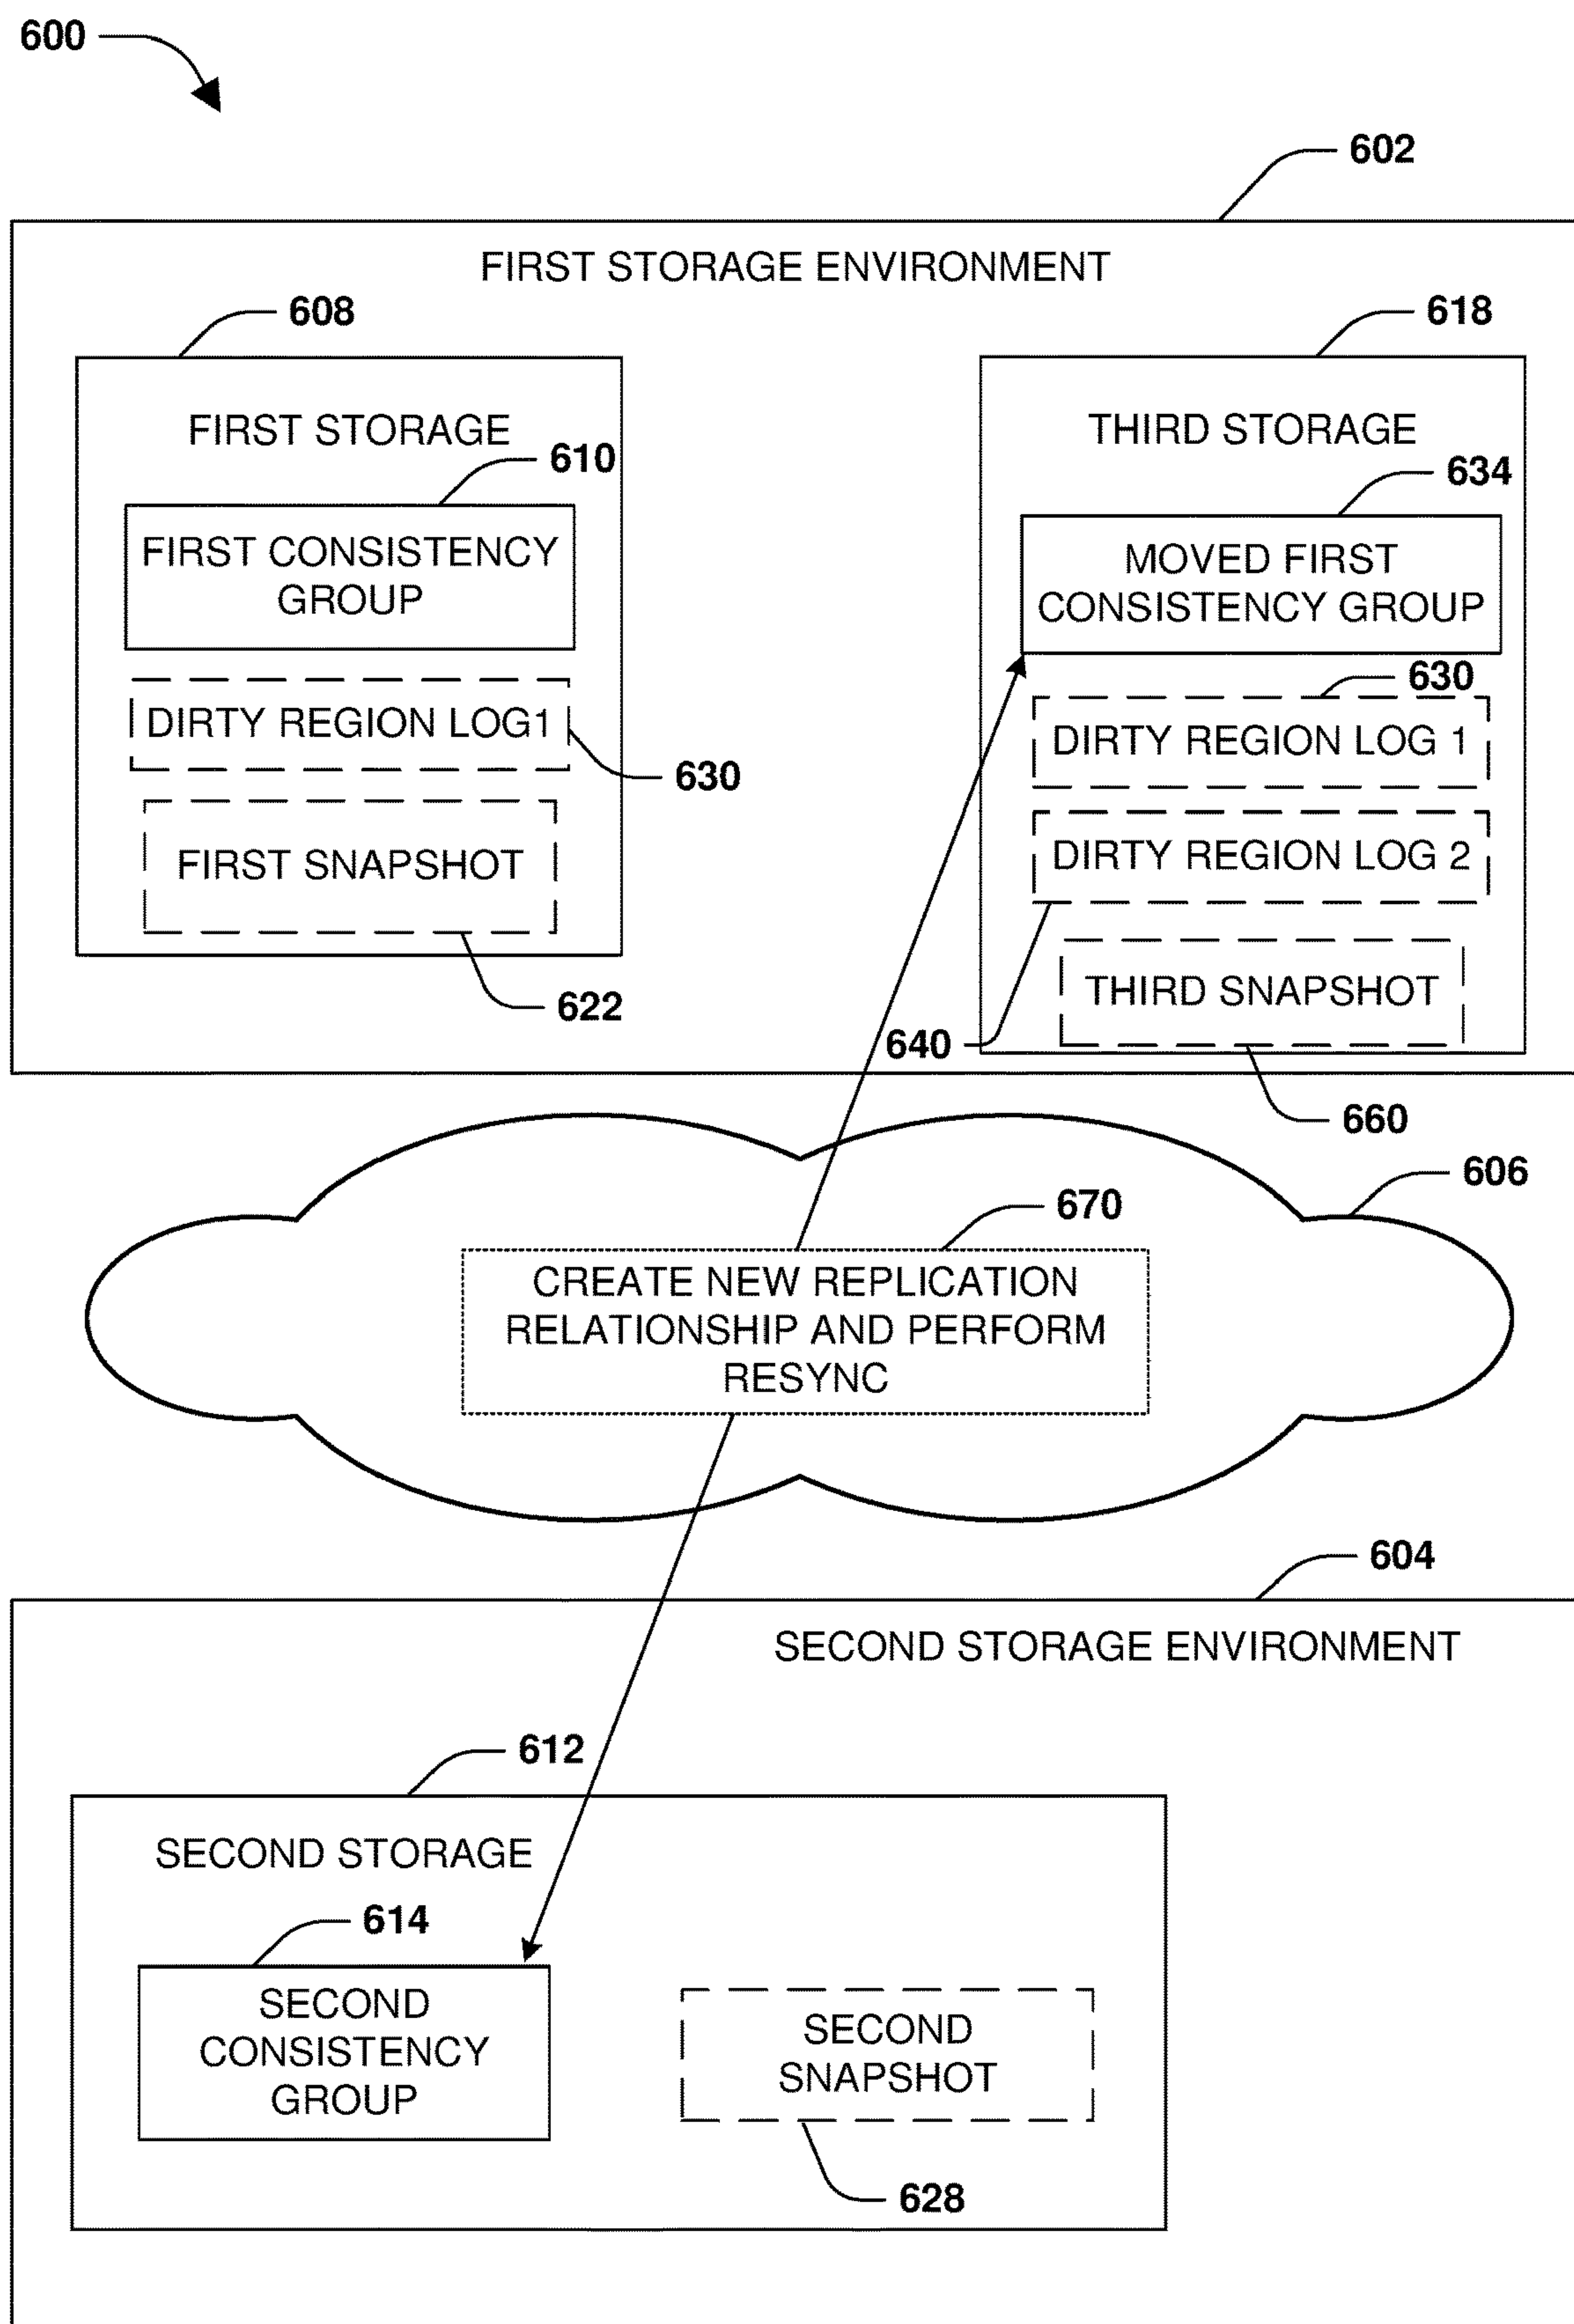 600
602
FIRST STORAGE ENVIRONMENT
608
618
FIRST STORAGE
THIRD STORAGE
610
634
FIRST CONSISTENCY
GROUP
MOVED FIRST
CONSISTENCY GROUP
630
DIRTY REGION LOG1
DIRTY REGION LOG 1
630
FIRST SNAPSHOT
DIRTY REGION LOG 2
622
THIRD SNAPSHOT
640
660
606
670
CREATE NEW REPLICATION
RELATIONSHIP AND PERFORM
RESYNC
604
SECOND STORAGE ENVIRONMENT
612
SECOND STORAGE
614
SECOND
CONSISTENCY
GROUP
SECOND
SNAPSHOT
628